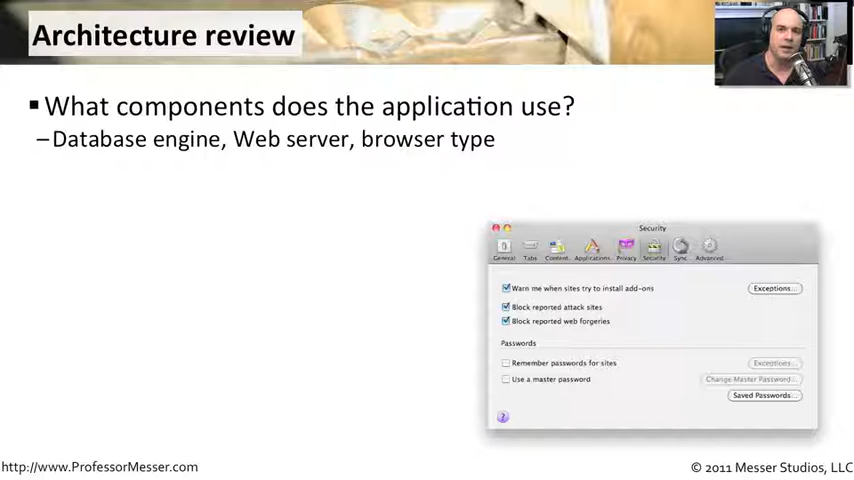 Architecture review
▪ What components does the application use?
–Database engine, Web server, browser type
Security
General Tabs Content Applications Privacy Security Sync Advanced
Warn me when sites try to install add-ons Exceptions...
Block reported attack sites
Block reported web forgeries
Passwords
Remember passwords for sites Exceptions...
Use a master password Change Master Password...
Saved Passwords...
?
http://www.ProfessorMesser.com © 2011 Messer Studios, LLC